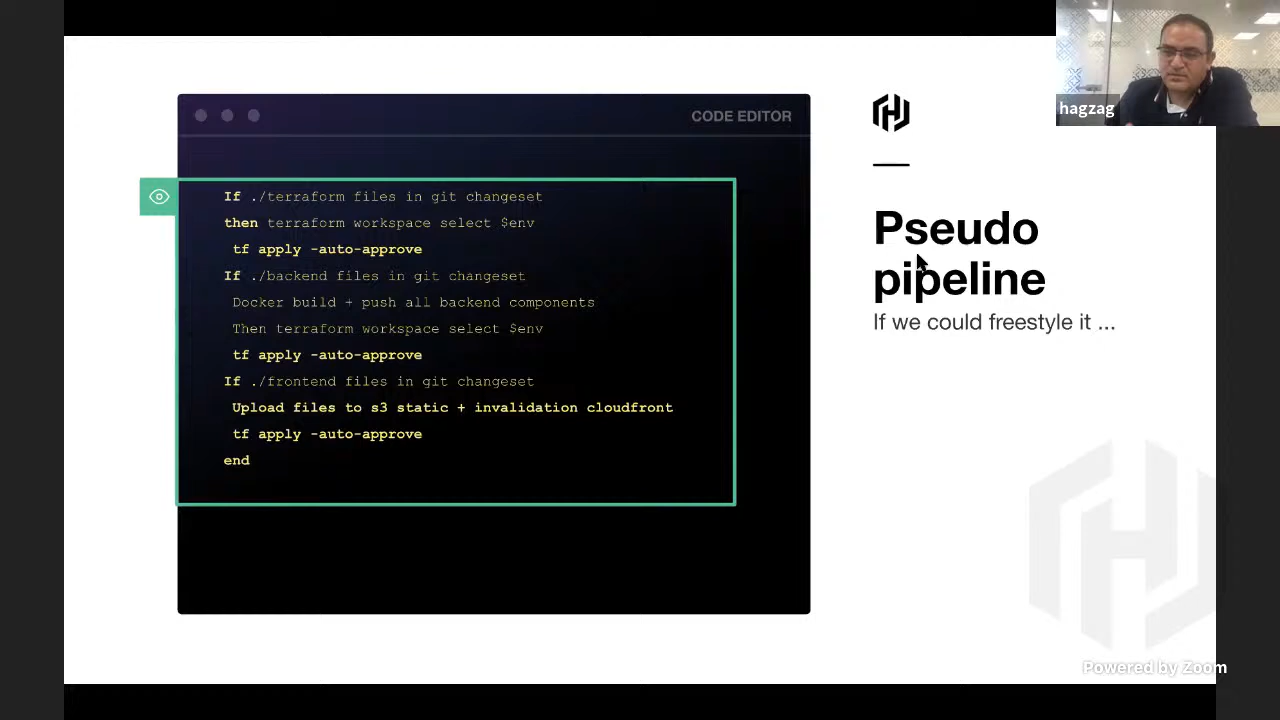 CODE EDITOR
If ./terraform files in git changeset
then terraform workspace select $env
tf apply -auto-approve
If ./backend files in git changeset
Docker build + push all backend components
Then terraform workspace select $env
tf apply -auto-approve
If ./frontend files in git changeset
Upload files to s3 static + invalidation cloudfront
tf apply -auto-approve
end
Pseudo
pipeline
If we could freestyle it ...
hagzag
Powered by Zoom